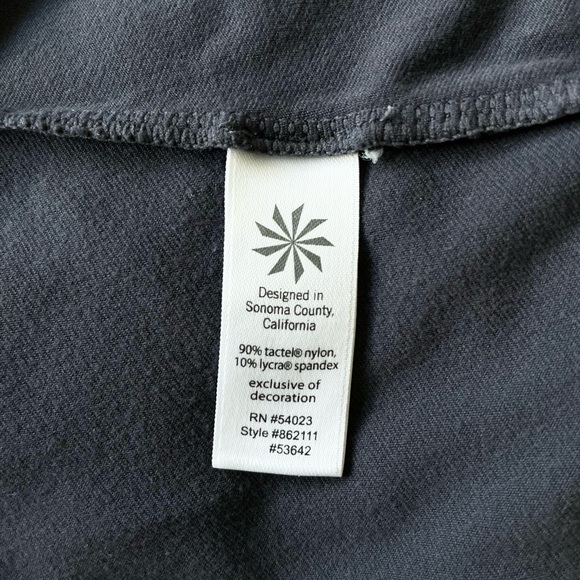 Designed in
Sonoma County,
California
90% tactel® nylon,
10% lycra® spandex
exclusive of
decoration
RN #54023
Style #862111
#53642